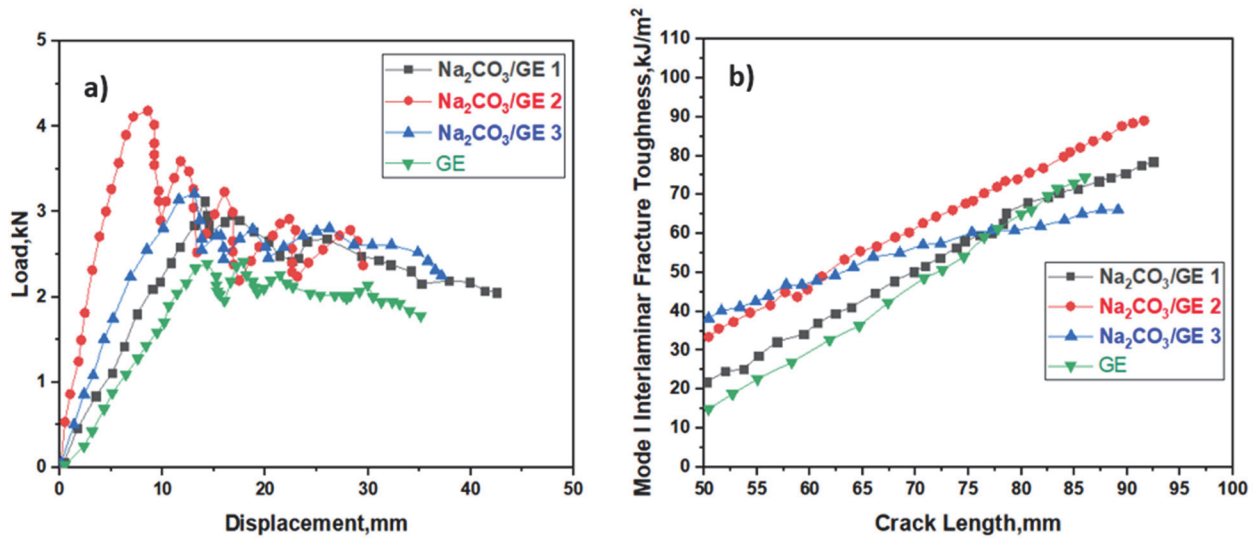 a)
Load,kN
5
4
3
2
1
0
0 10 20 30 40 50
Displacement,mm
Na₂CO₃/GE 1
Na₂CO₃/GE 2
Na₂CO₃/GE 3
GE
b)
Mode I Interlaminar Fracture Toughness,kJ/m²
110
100
90
80
70
60
50
40
30
20
10
0
50 55 60 65 70 75 80 85 90 95 100
Crack Length,mm
Na₂CO₃/GE 1
Na₂CO₃/GE 2
Na₂CO₃/GE 3
GE